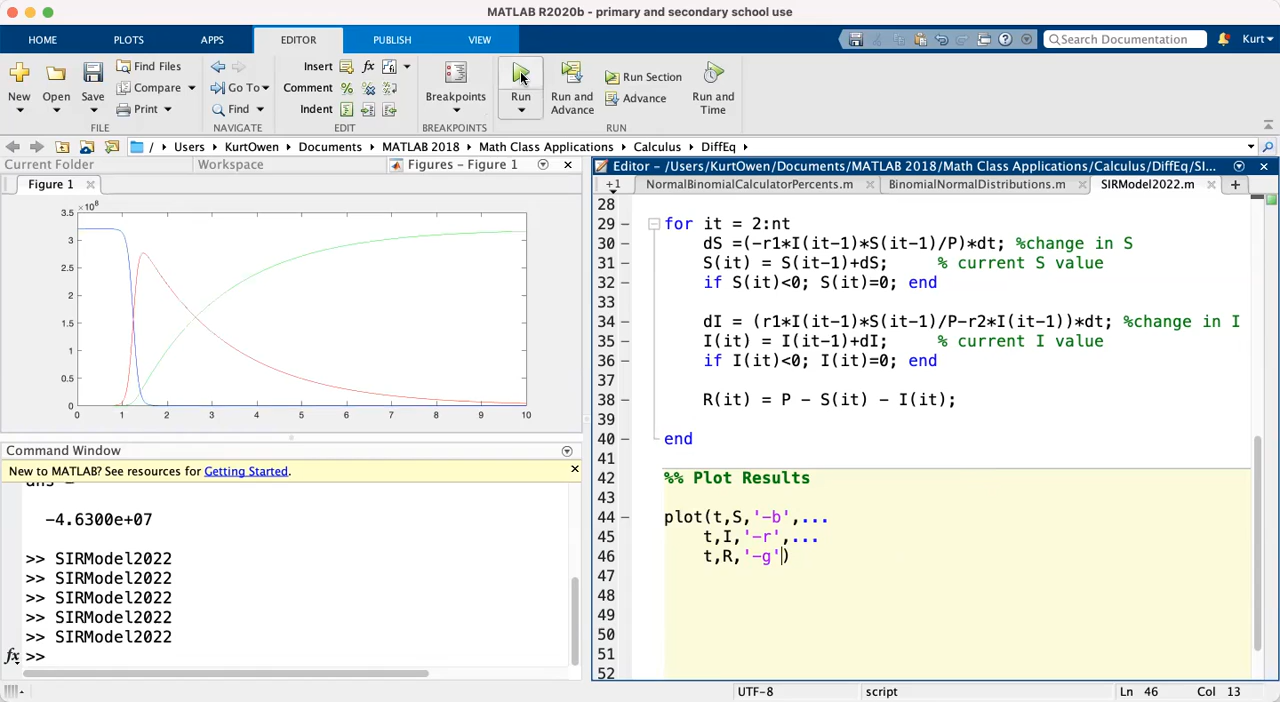 MATLAB R2020b - primary and secondary school use
HOME PLOTS APPS EDITOR PUBLISH VIEW Search Documentation Kurt
New Open Save Find Files Compare Print
Go To Find
Insert fx Comment Indent
Breakpoints Run Run and Advance Run Section Advance Run and Time
FILE NAVIGATE EDIT BREAKPOINTS RUN
/ Users KurtOwen Documents MATLAB 2018 Math Class Applications Calculus DiffEq
Current Folder Workspace Figures – Figure 1
Figure 1
×10⁸
3.5
3
2.5
2
1.5
1
0.5
0
0 1 2 3 4 5 6 7 8 9 10
Command Window
New to MATLAB? See resources for Getting Started.
-4.6300e+07
>> SIRModel2022
>> SIRModel2022
>> SIRModel2022
>> SIRModel2022
>> SIRModel2022
fx >>
Editor – /Users/KurtOwen/Documents/MATLAB 2018/Math Class Applications/Calculus/DiffEq/SI...
+1 NormalBinomialCalculatorPercents.m BinomialNormalDistributions.m SIRModel2022.m +
28
29 – for it = 2:nt
30 – dS =(-r1*I(it-1)*S(it-1)/P)*dt; %change in S
31 – S(it) = S(it-1)+dS; % current S value
32 – if S(it)<0; S(it)=0; end
33
34 – dI = (r1*I(it-1)*S(it-1)/P-r2*I(it-1))*dt; %change in I
35 – I(it) = I(it-1)+dI; % current I value
36 – if I(it)<0; I(it)=0; end
37
38 – R(it) = P - S(it) - I(it);
39
40 – end
41
42 %% Plot Results
43
44 – plot(t,S,'-b',...
45 t,I,'-r',...
46 t,R,'-g')
47
48
49
50
51
52
UTF-8 script Ln 46 Col 13